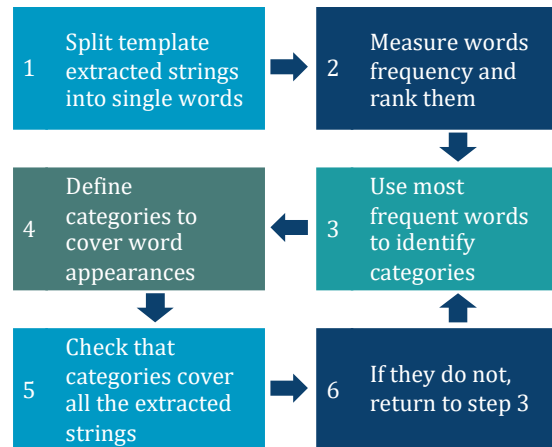 1
Split template
extracted strings
into single words
2
Measure words
frequency and
rank them
3
Use most
frequent words
to identify
categories
4
Define
categories to
cover word
appearances
5
Check that
categories cover
all the extracted
strings
6
If they do not,
return to step 3